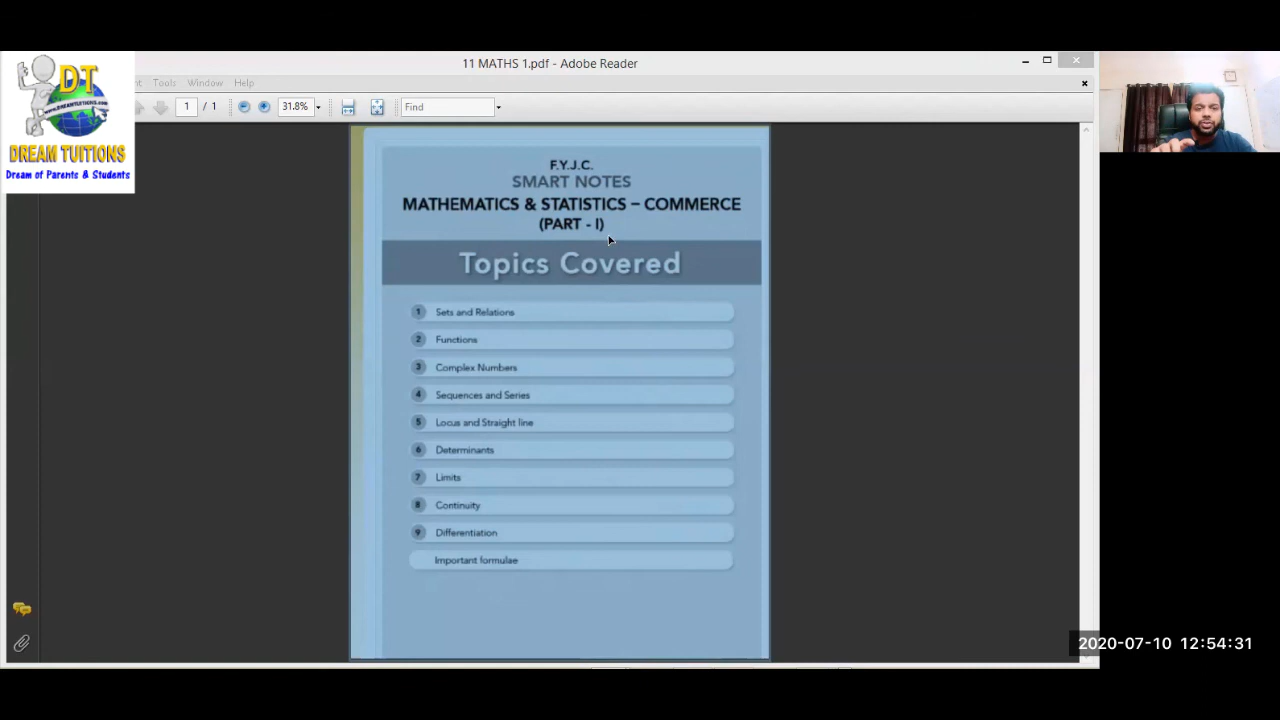 11 MATHS 1.pdf - Adobe Reader
Tools Window Help
1 / 1 31.8% Find
DT
WWW.DREAMTUITIONS.COM
DREAM TUITIONS
Dream of Parents & Students
F.Y.J.C.
SMART NOTES
MATHEMATICS & STATISTICS – COMMERCE
(PART - I)
Topics Covered
1 Sets and Relations
2 Functions
3 Complex Numbers
4 Sequences and Series
5 Locus and Straight line
6 Determinants
7 Limits
8 Continuity
9 Differentiation
Important formulae
2020-07-10 12:54:31